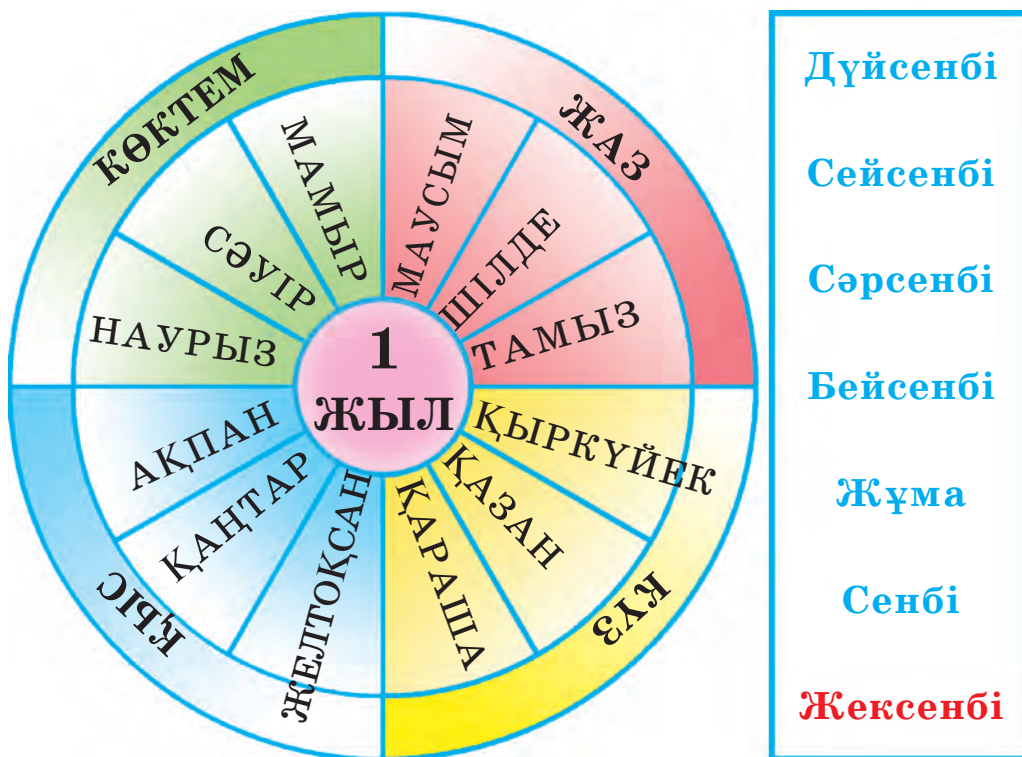 КӨКТЕМ
ЖАЗ
КҮЗ
ҚЫС
МАМЫР
СӘУІР
НАУРЫЗ
МАУСЫМ
ШІЛДЕ
ТАМЫЗ
ҚЫРКҮЙЕК
ҚАЗАН
ҚАРАША
ЖЕЛТОҚСАН
ҚАҢТАР
АҚПАН
1
ЖЫЛ
Дүйсенбі
Сейсенбі
Сәрсенбі
Бейсенбі
Жұма
Сенбі
Жексенбі